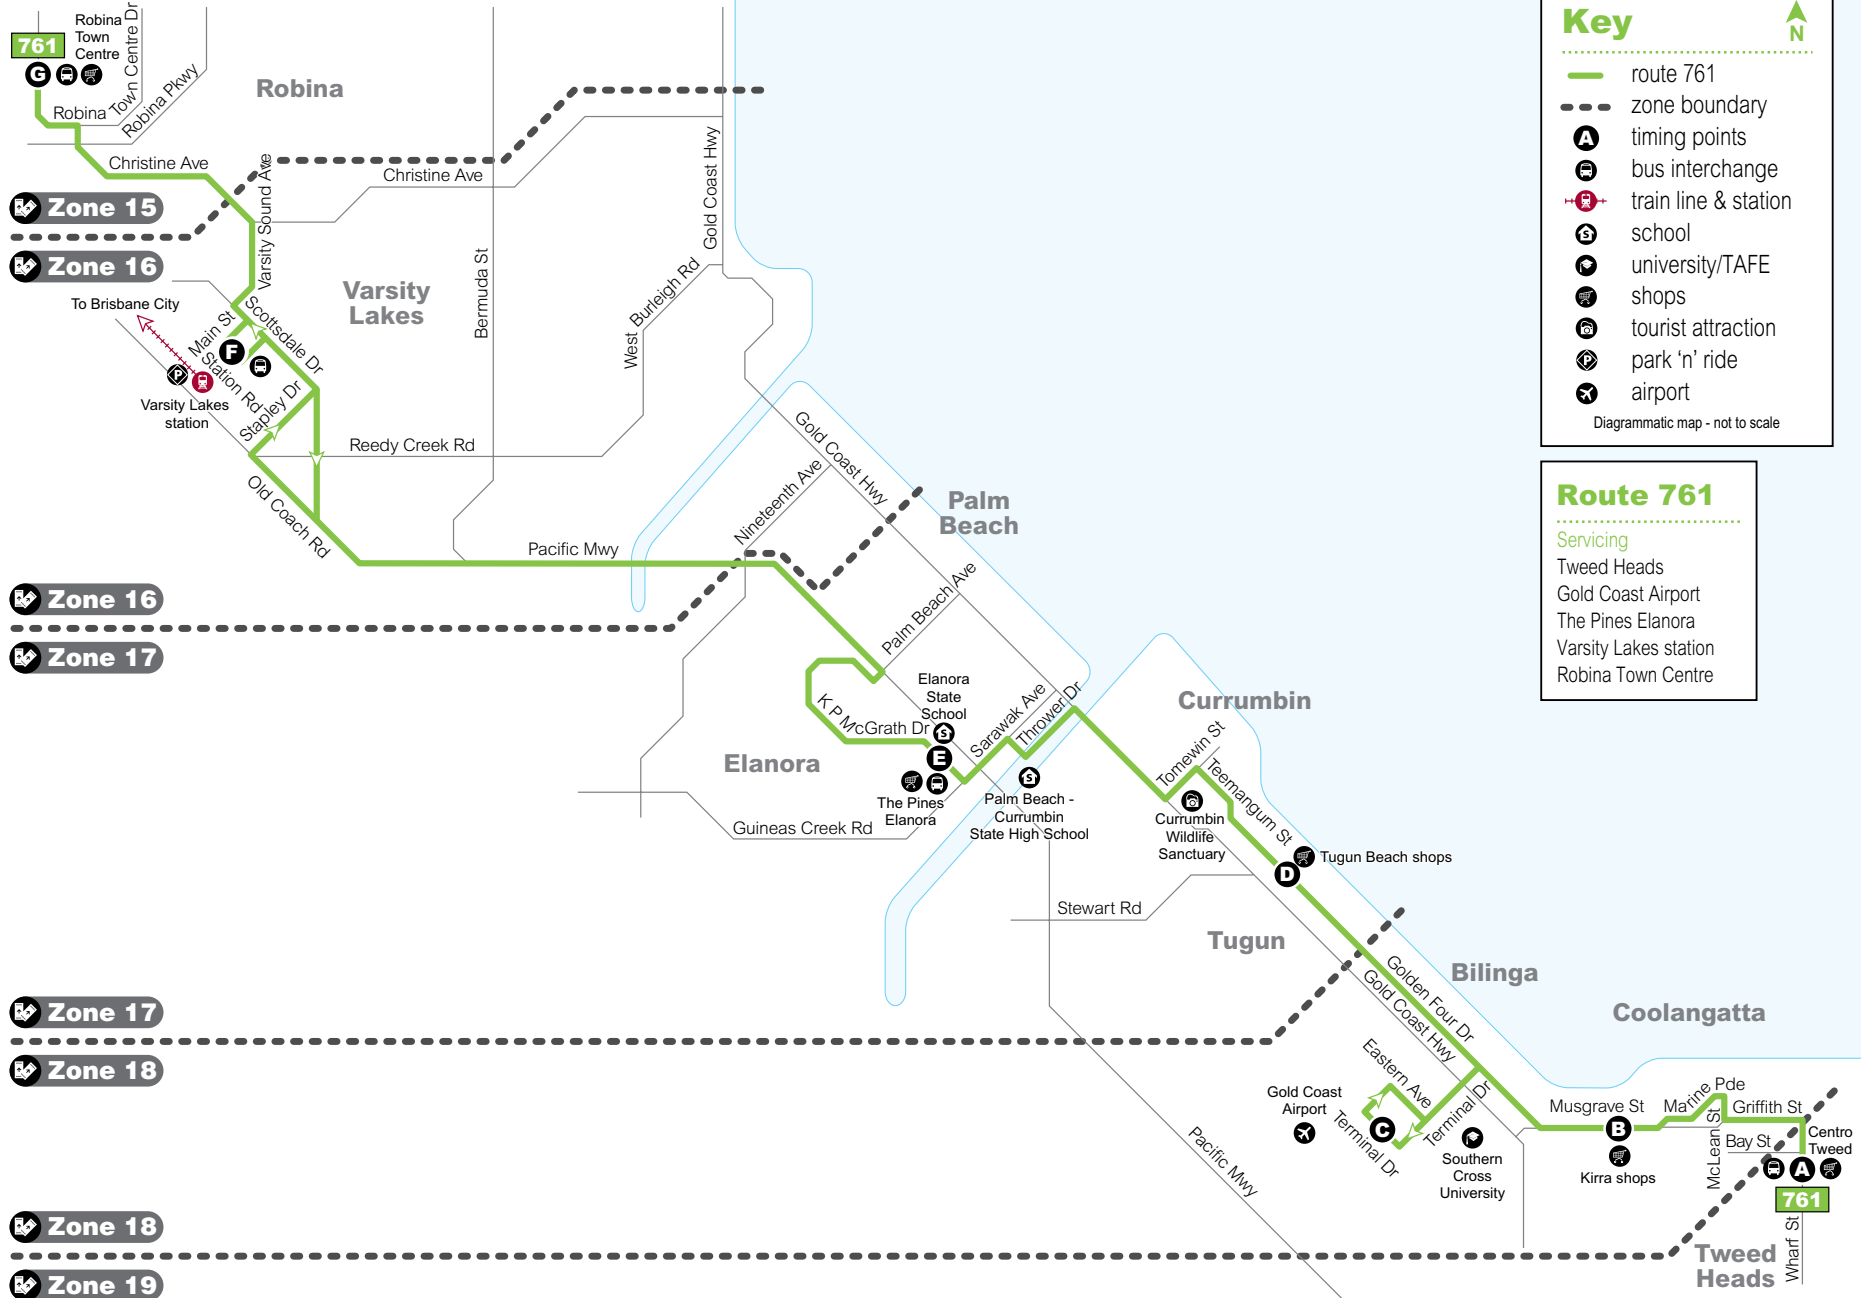 761
Robina
Town
Centre
G
Town Centre Dr
Robina
Robina Pkwy
Robina
Christine Ave
Christine Ave
Zone 15
Zone 16
Varsity Sound Ave
Varsity
Lakes
Bermuda St
Gold Coast Hwy
West Burleigh Rd
To Brisbane City
Main St
Scottsdale Dr
F
Station Rd
Stapley Dr
P
Varsity Lakes
station
Reedy Creek Rd
Old Coach Rd
Pacific Mwy
Nineteenth Ave
Gold Coast Hwy
Palm
Beach
Zone 16
Zone 17
Palm Beach Ave
Elanora
State
School
K P McGrath Dr
Sarawak Ave
Thrower Dr
Elanora
E
The Pines
Elanora
Guineas Creek Rd
Palm Beach -
Currumbin
State High School
Currumbin
Tomewin St
Teemangum St
Currumbin
Wildlife
Sanctuary
D
Tugun Beach shops
Stewart Rd
Tugun
Bilinga
Golden Four Dr
Gold Coast Hwy
Coolangatta
Zone 17
Zone 18
Eastern Ave
Gold Coast
Airport
C
Terminal Dr
Terminal Dr
Southern
Cross
University
Pacific Mwy
Musgrave St
B
Kirra shops
Marine Pde
Griffith St
McLean St
Bay St
Centro
Tweed
A
761
Wharf St
Tweed
Heads
Zone 18
Zone 19
Key
N
route 761
zone boundary
A
timing points
bus interchange
train line & station
S
school
university/TAFE
shops
tourist attraction
P
park 'n' ride
airport
Diagrammatic map - not to scale
Route 761
Servicing
Tweed Heads
Gold Coast Airport
The Pines Elanora
Varsity Lakes station
Robina Town Centre